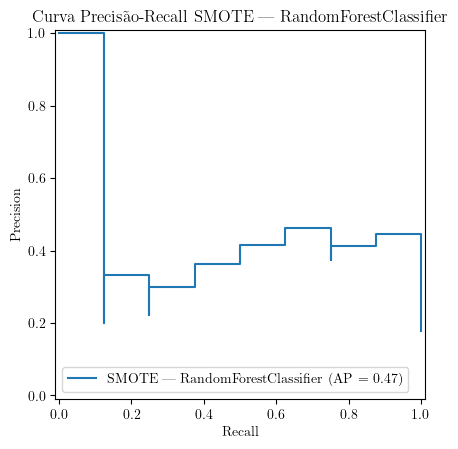 Curva Precisão-Recall SMOTE — RandomForestClassifier
1.0
0.8
0.6
0.4
0.2
0.0
Precision
SMOTE — RandomForestClassifier (AP = 0.47)
0.0 0.2 0.4 0.6 0.8 1.0
Recall